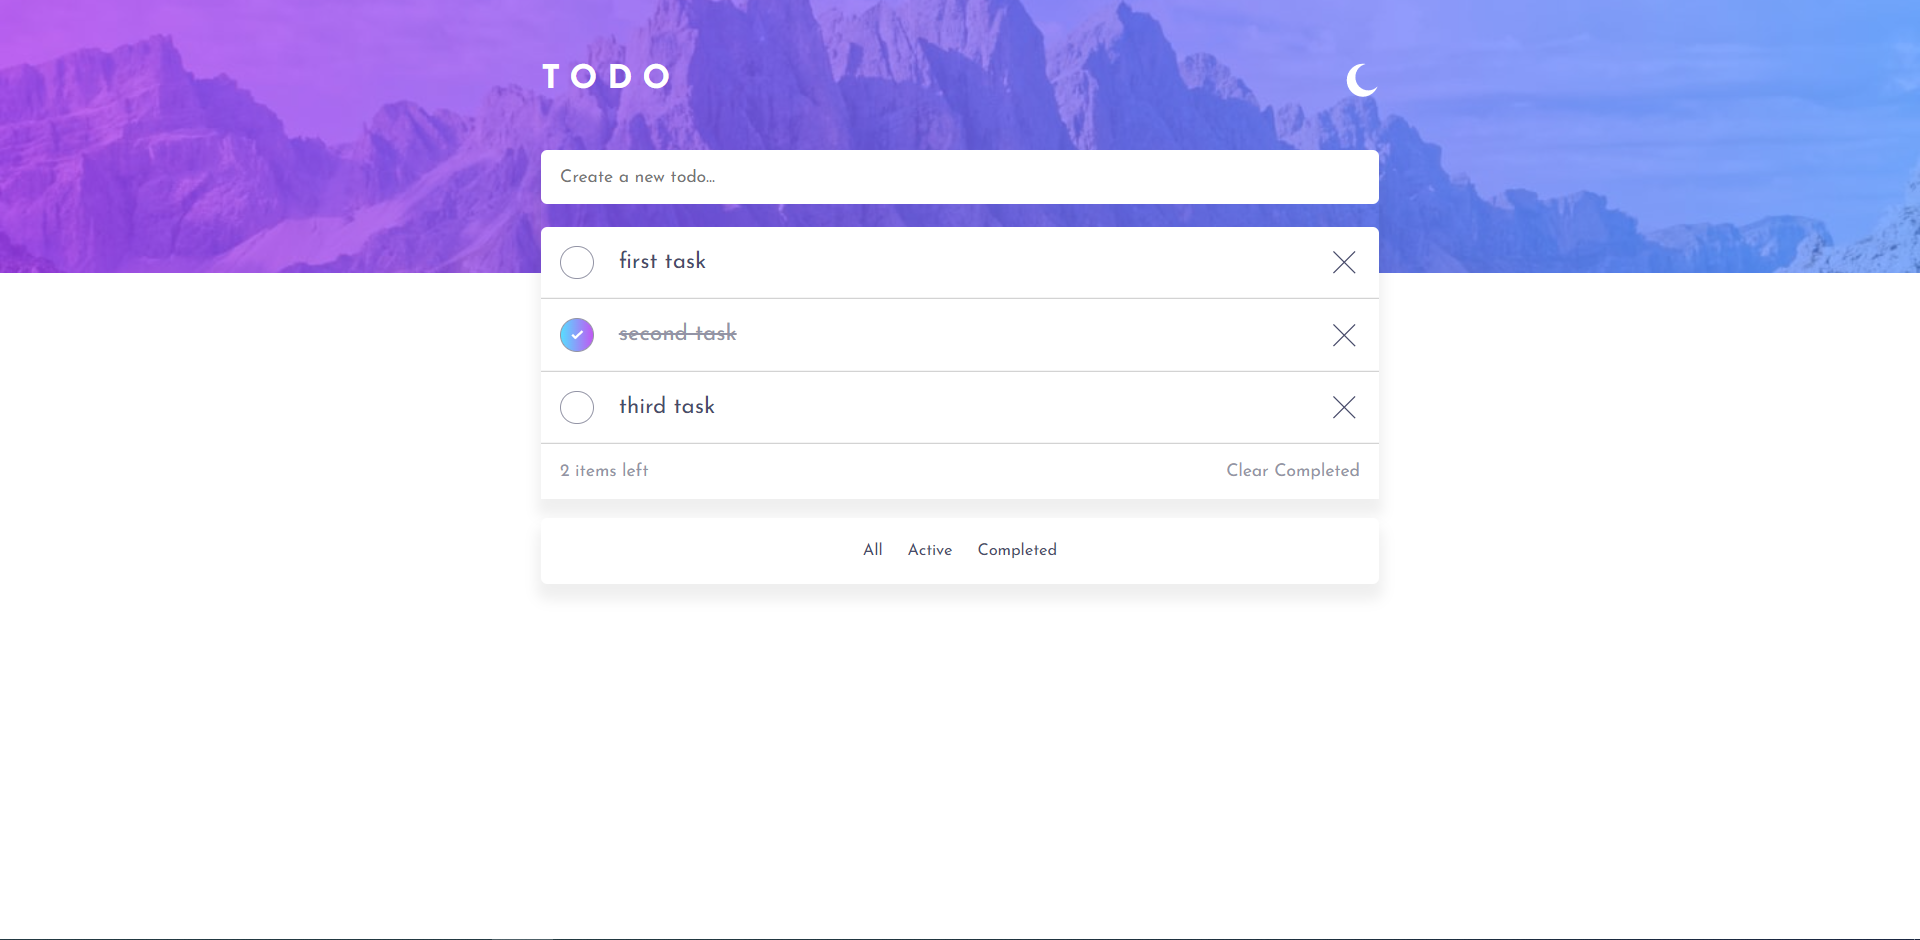 TODO
Create a new todo...
first task
second task
third task
2 items left Clear Completed
All Active Completed